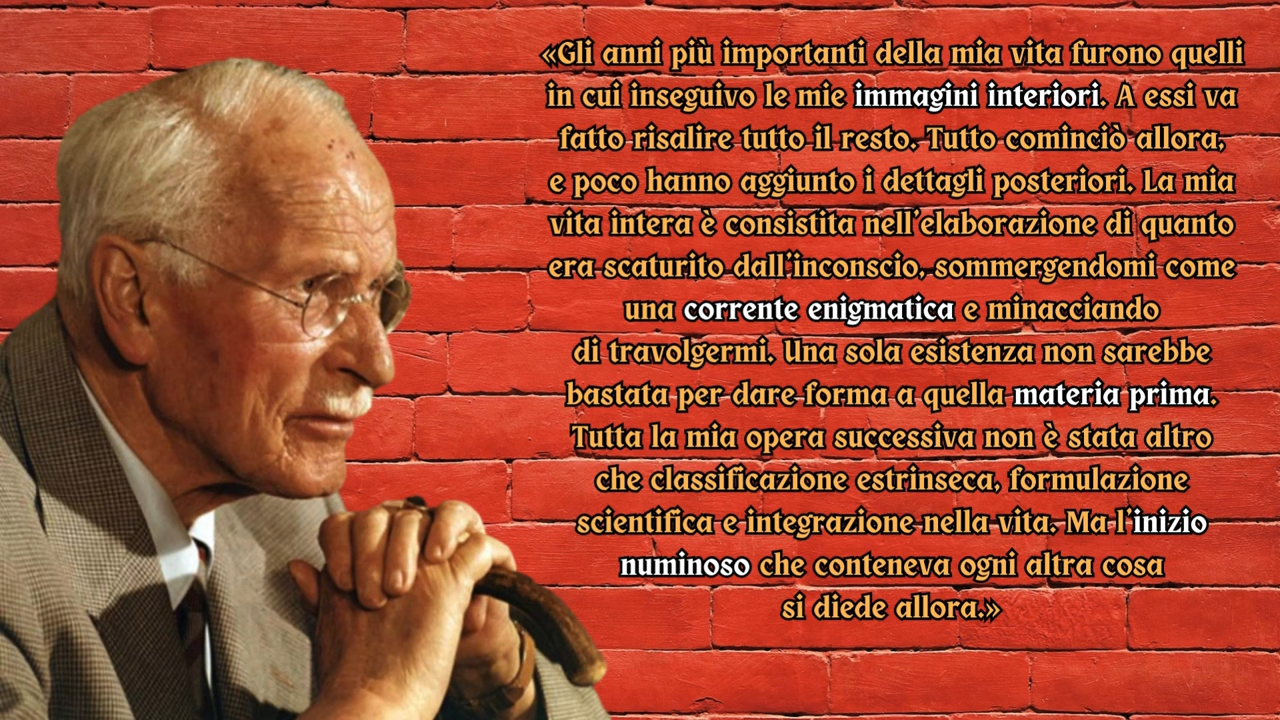 «Gli anni più importanti della mia vita furono quelli
in cui inseguivo le mie immagini interiori. A essi va
fatto risalire tutto il resto. Tutto cominciò allora,
e poco hanno aggiunto i dettagli posteriori. La mia
vita intera è consistita nell'elaborazione di quanto
era scaturito dall'inconscio, sommergendomi come
una corrente enigmatica e minacciando
di travolgermi. Una sola esistenza non sarebbe
bastata per dare forma a quella materia prima.
Tutta la mia opera successiva non è stata altro
che classificazione estrinseca, formulazione
scientifica e integrazione nella vita. Ma l'inizio
numinoso che conteneva ogni altra cosa
si diede allora.»